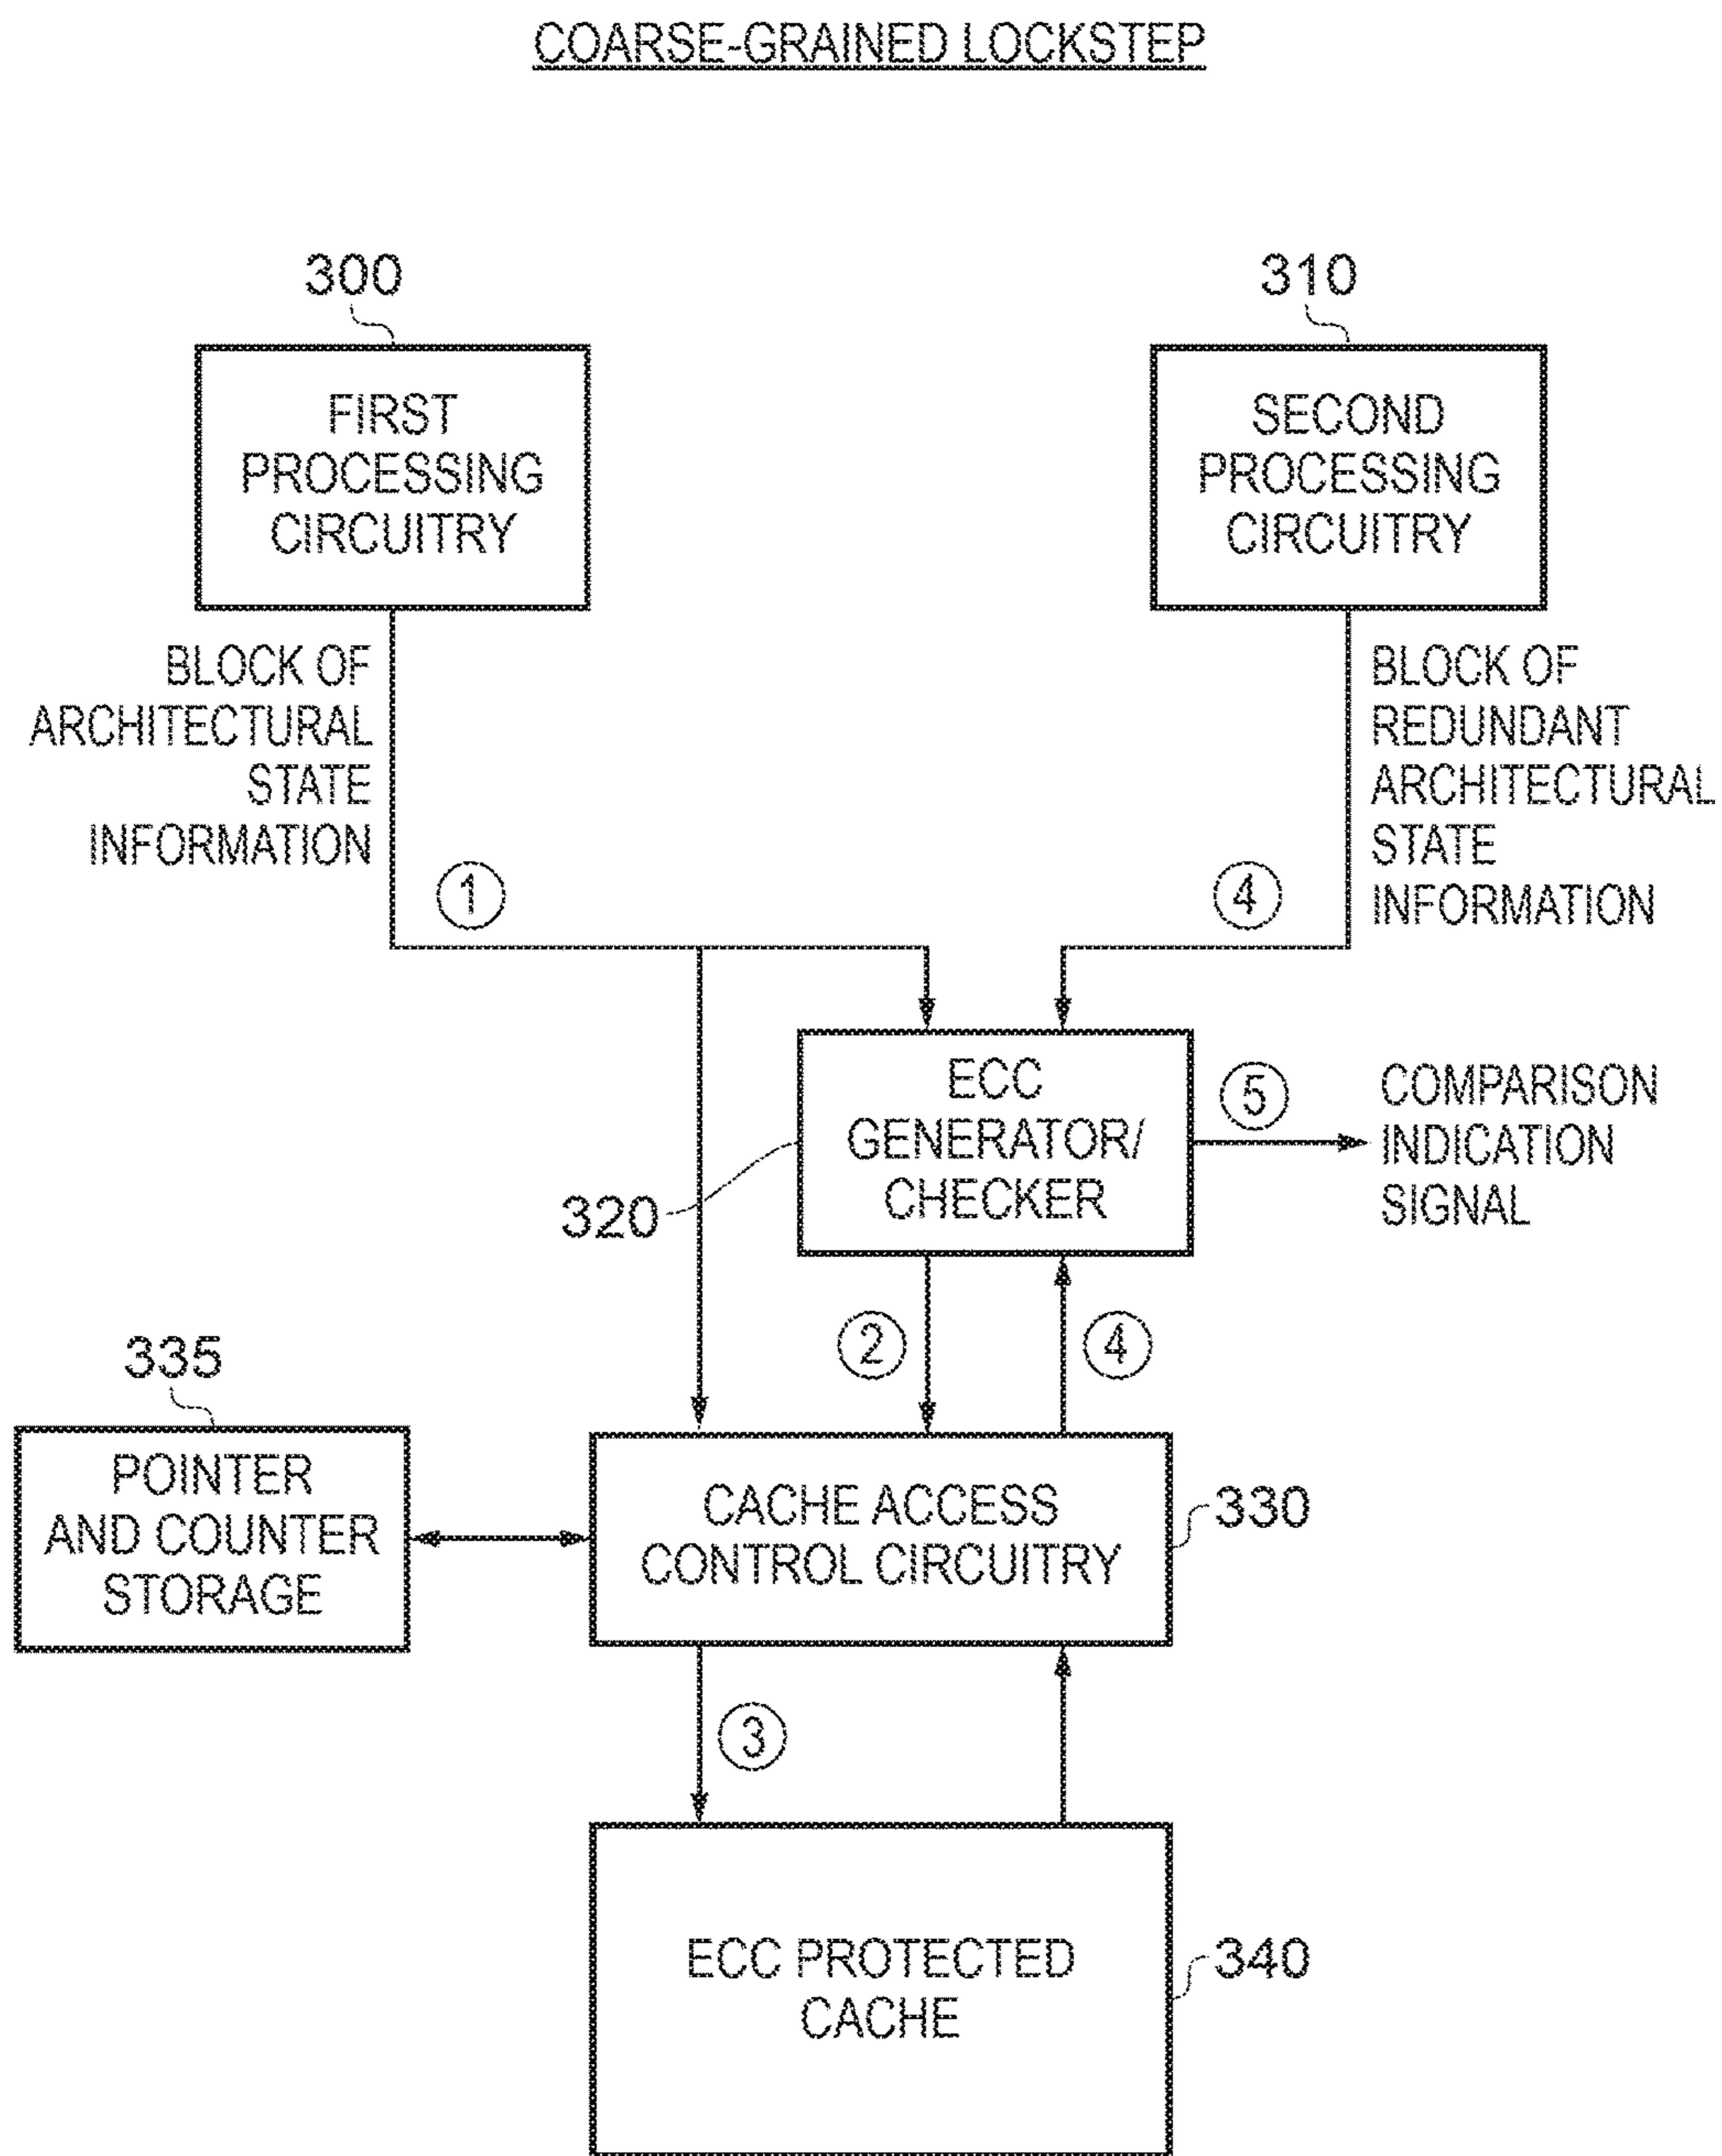 COARSE-GRAINED LOCKSTEP
300
310
FIRST
PROCESSING
CIRCUITRY
SECOND
PROCESSING
CIRCUITRY
BLOCK OF
ARCHITECTURAL
STATE
INFORMATION
BLOCK OF
REDUNDANT
ARCHITECTURAL
STATE
INFORMATION
1
4
ECC
GENERATOR/
CHECKER
5
COMPARISON
INDICATION
SIGNAL
320
2
4
335
POINTER
AND COUNTER
STORAGE
CACHE ACCESS
CONTROL CIRCUITRY
330
3
ECC PROTECTED
CACHE
340